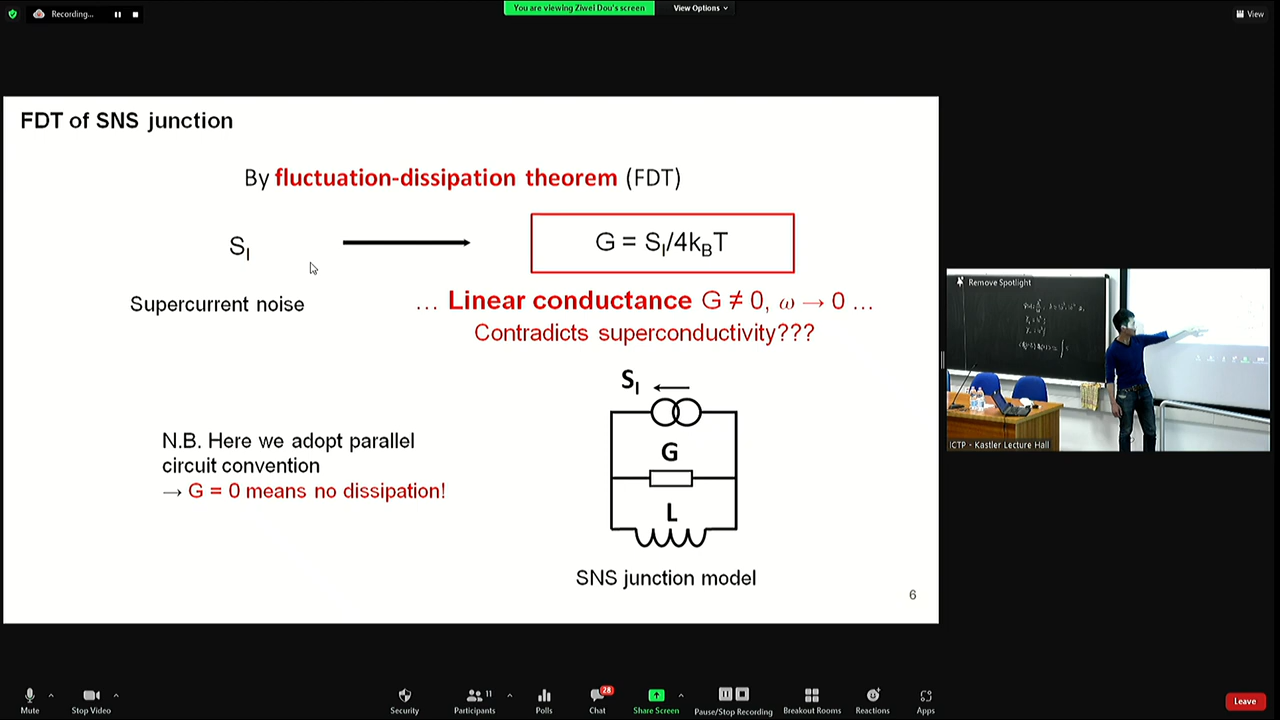 Recording...
You are viewing Ziwei Dou's screen
View Options
View
FDT of SNS junction
By fluctuation-dissipation theorem (FDT)
S_I
G = S_I/4k_BT
Supercurrent noise
... Linear conductance G ≠ 0, ω → 0 ...
Contradicts superconductivity???
S_I
G
L
N.B. Here we adopt parallel
circuit convention
→ G = 0 means no dissipation!
SNS junction model
6
Remove Spotlight
ICTP - Kastler Lecture Hall
Mute
Stop Video
Security
Participants
11
Polls
Chat
28
Share Screen
Pause/Stop Recording
Breakout Rooms
Reactions
Apps
Leave